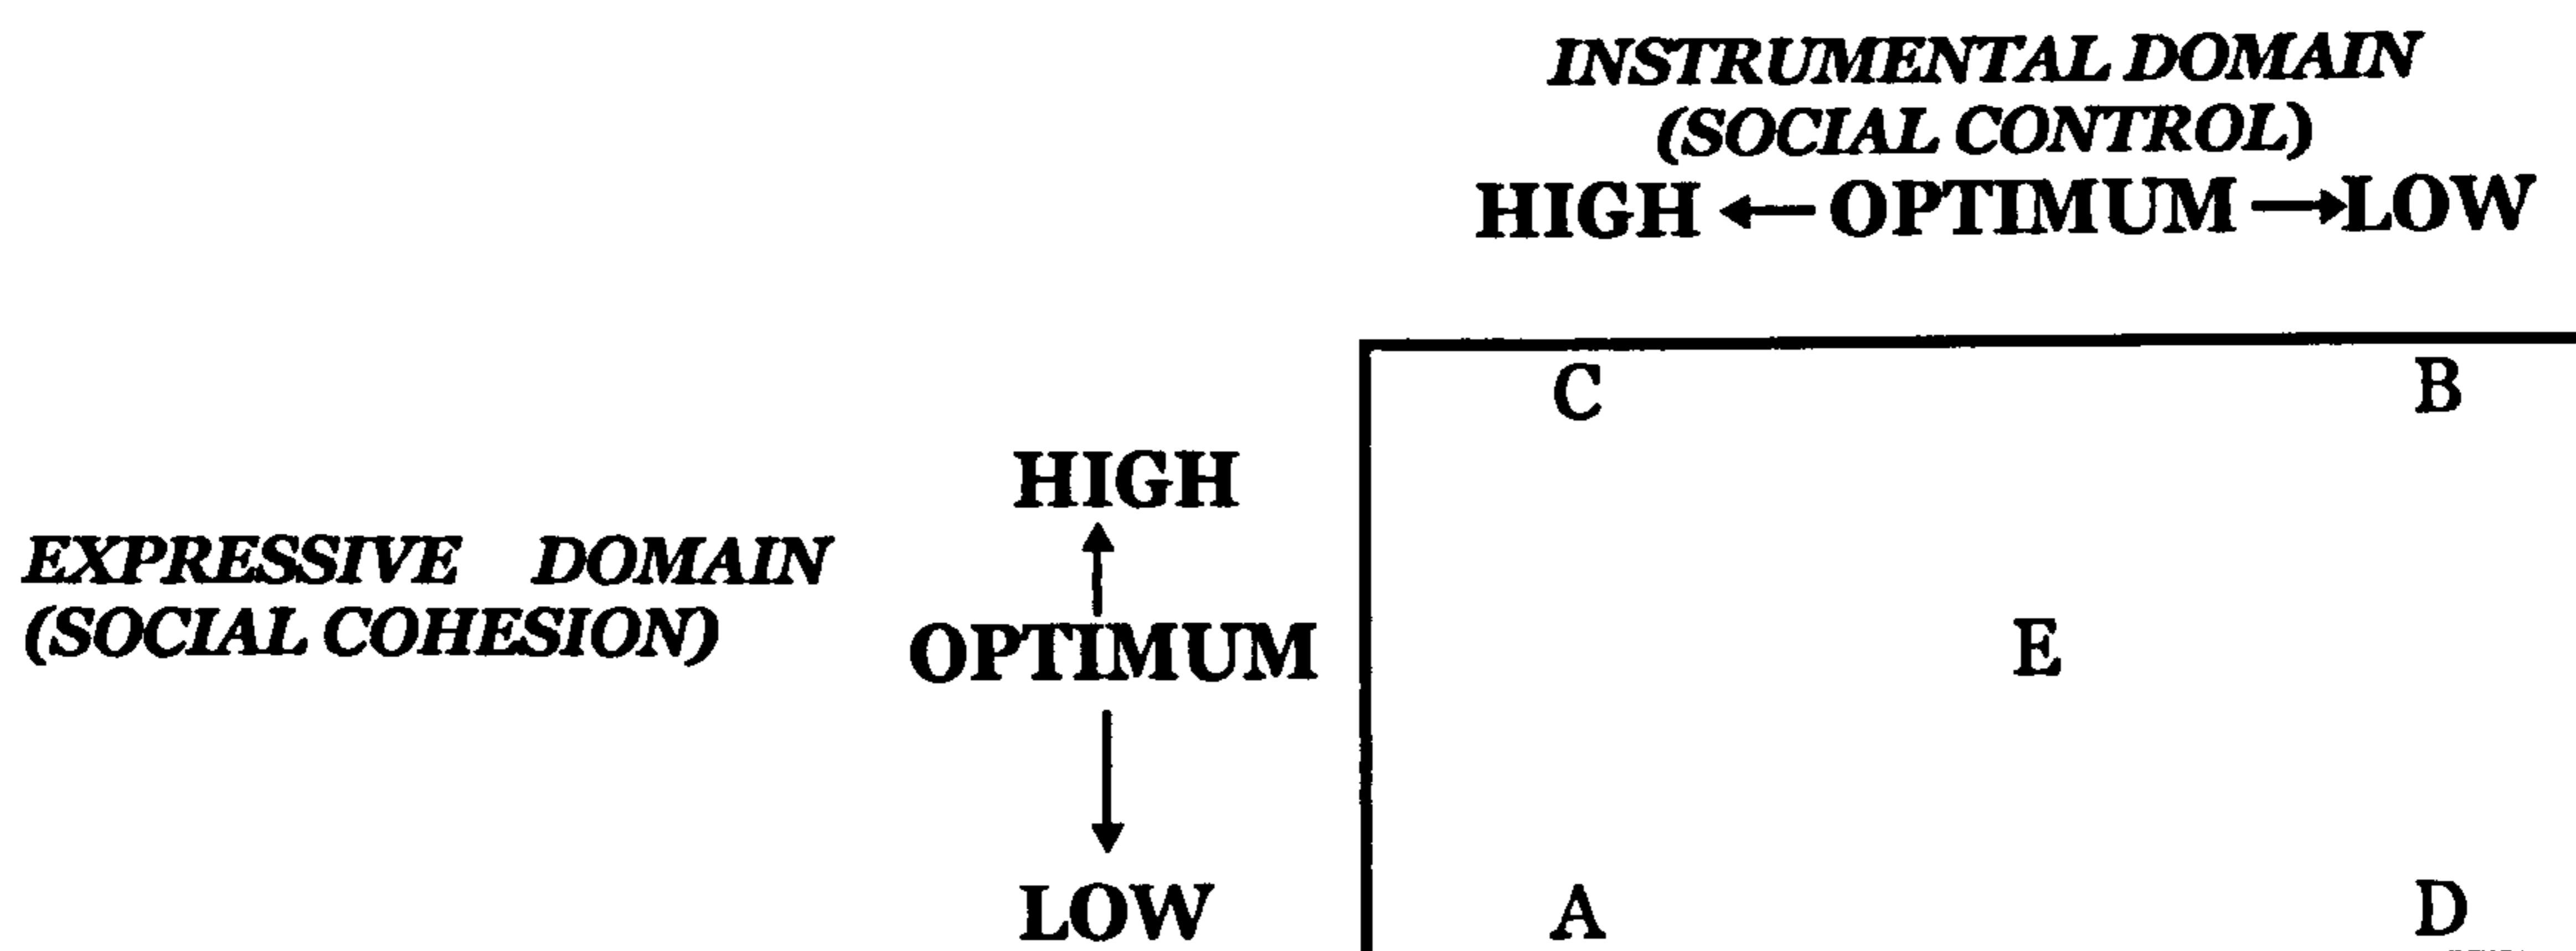 INSTRUMENTAL DOMAIN
(SOCIAL CONTROL)
HIGH ← OPTIMUM → LOW
C B
HIGH
EXPRESSIVE DOMAIN
(SOCIAL COHESION)
OPTIMUM
E
LOW
A D